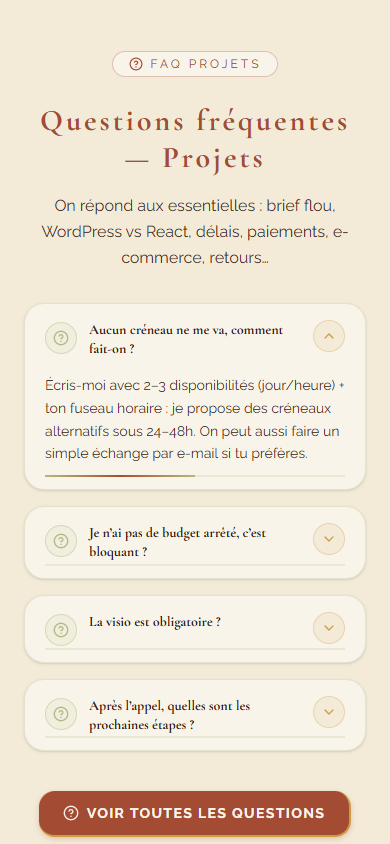 FAQ PROJETS
Questions fréquentes
— Projets
On répond aux essentielles : brief flou,
WordPress vs React, délais, paiements, e-
commerce, retours…
Aucun créneau ne me va, comment
fait-on ?
Écris-moi avec 2–3 disponibilités (jour/heure) +
ton fuseau horaire : je propose des créneaux
alternatifs sous 24–48h. On peut aussi faire un
simple échange par e-mail si tu préfères.
Je n’ai pas de budget arrêté, c’est
bloquant ?
La visio est obligatoire ?
Après l’appel, quelles sont les
prochaines étapes ?
VOIR TOUTES LES QUESTIONS